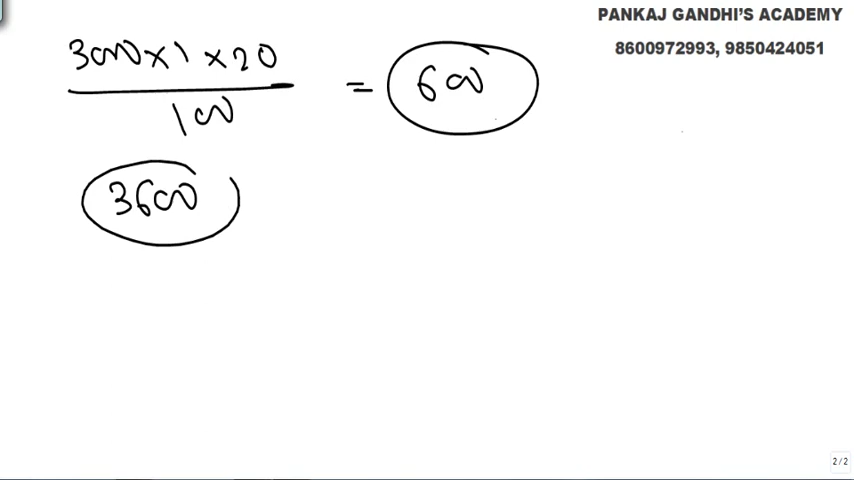 PANKAJ GANDHI'S ACADEMY
8600972993, 9850424051
3000 x 1 x 20
100
= 600
3600
2 / 2